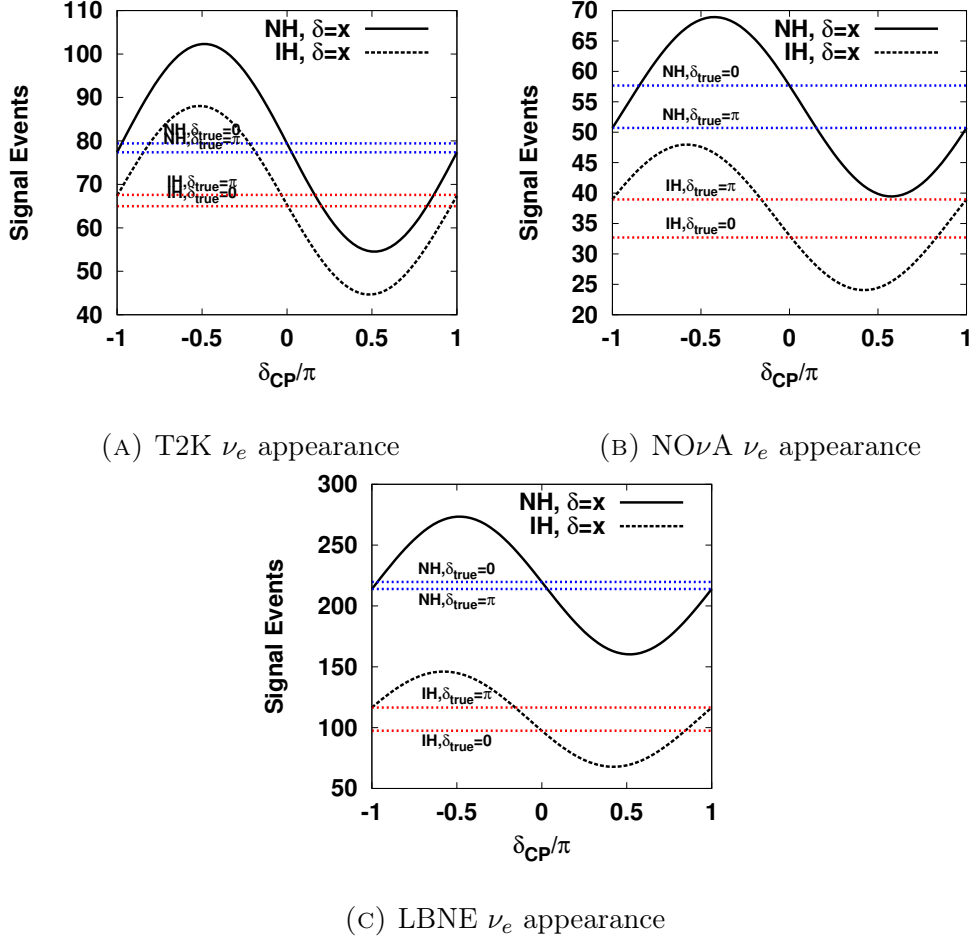 110
100
90
80
70
60
50
40
Signal Events
NH, δ=x
IH, δ=x
NH,δtrue=0
NH,δtrue=π
IH,δtrue=π
IH,δtrue=0
-1 -0.5 0 0.5 1
δCP/π
(A) T2K νe appearance
70
65
60
55
50
45
40
35
30
25
20
Signal Events
NH, δ=x
IH, δ=x
NH,δtrue=0
NH,δtrue=π
IH,δtrue=π
IH,δtrue=0
-1 -0.5 0 0.5 1
δCP/π
(B) NOνA νe appearance
300
250
200
150
100
50
Signal Events
NH, δ=x
IH, δ=x
NH,δtrue=0
NH,δtrue=π
IH,δtrue=π
IH,δtrue=0
-1 -0.5 0 0.5 1
δCP/π
(C) LBNE νe appearance